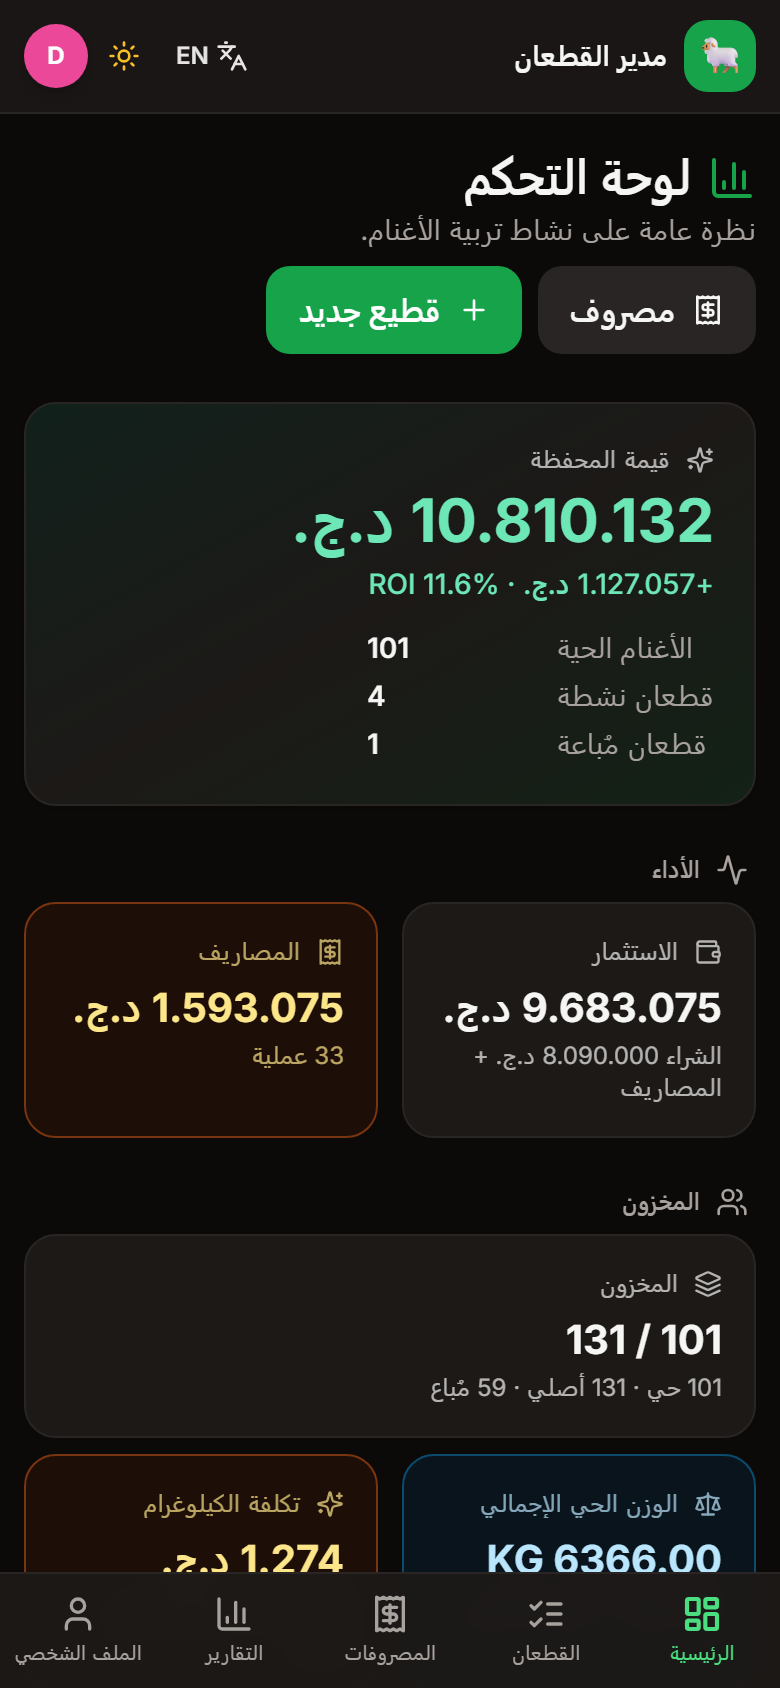 مدير القطعان
EN
D
لوحة التحكم
نظرة عامة على نشاط تربية الأغنام.
مصروف
+ قطيع جديد
قيمة المحفظة
10.810.132 د.ج.
+1.127.057 د.ج. · ROI 11.6%
الأغنام الحية 101
قطعان نشطة 4
قطعان مُباعة 1
الأداء
الاستثمار
9.683.075 د.ج.
الشراء 8.090.000 د.ج. +
المصاريف
المصاريف
1.593.075 د.ج.
33 عملية
المخزون
المخزون
101 / 131
101 حي · 131 أصلي · 59 مُباع
الوزن الحي الإجمالي
6366.00 KG
تكلفة الكيلوغرام
1.274 د.ج.
الرئيسية
القطعان
المصروفات
التقارير
الملف الشخصي